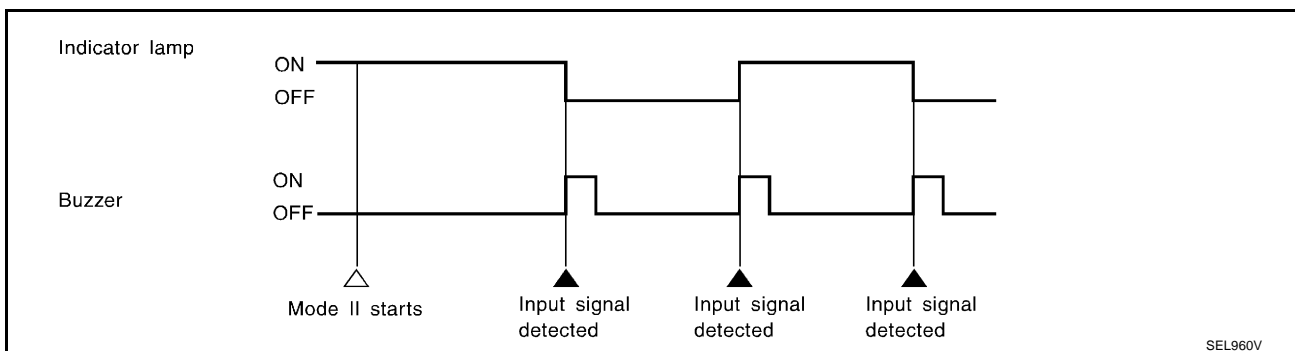 Indicator lamp
ON
OFF
Buzzer
ON
OFF
Mode II starts
Input signal
detected
Input signal
detected
Input signal
detected
SEL960V